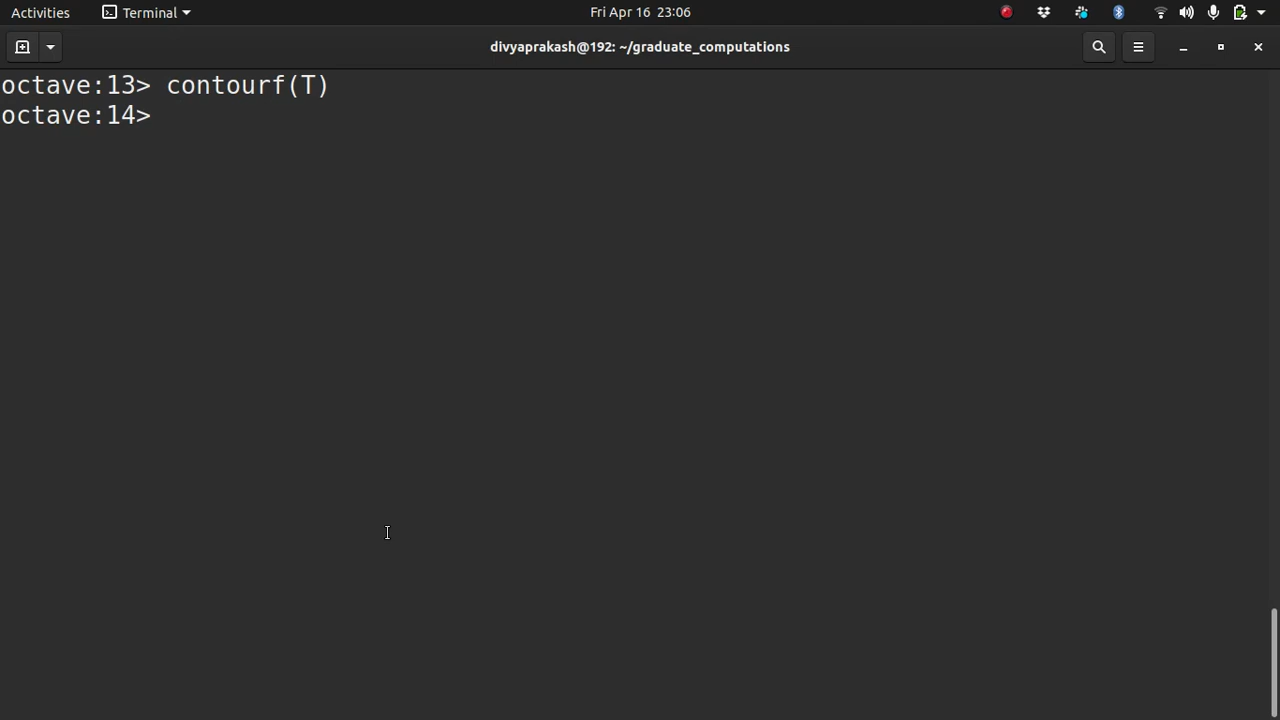 Activities Terminal Fri Apr 16 23:06
divyaprakash@192: ~/graduate_computations
octave:13> contourf(T)
octave:14>